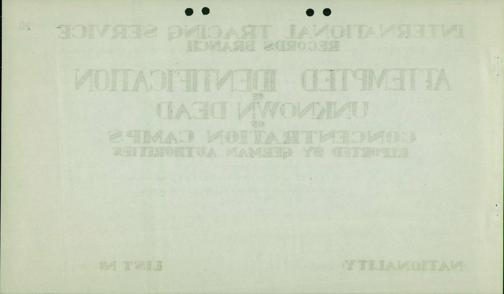 INTERNATIONAL TRACING SERVICE
RECORDS BRANCH
ATTEMPTED IDENTIFICATION
OF
UNKNOWN DEAD
OF
CONCENTRATION CAMPS
REPORTED BY GERMAN AUTHORITIES
NATIONALITY
LIST Nº